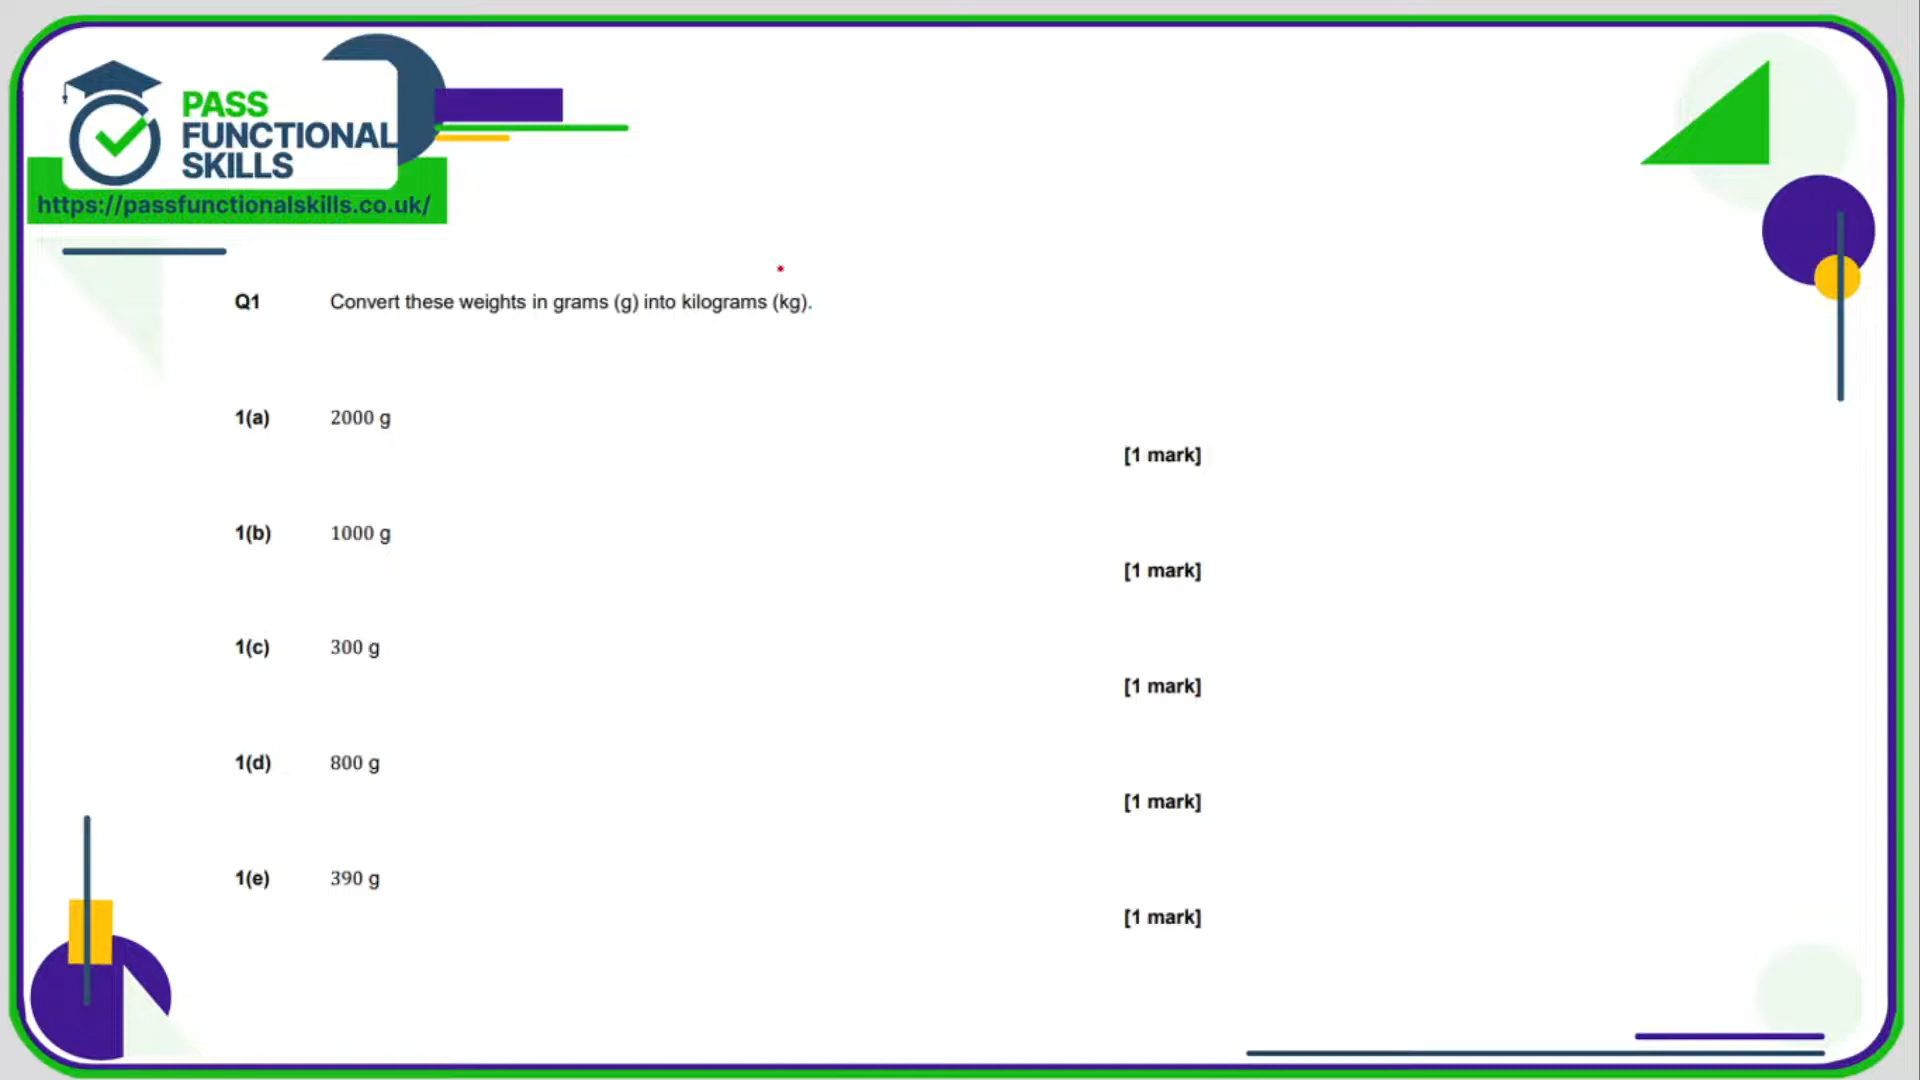 PASS
FUNCTIONAL
SKILLS
https://passfunctionalskills.co.uk/
Q1 Convert these weights in grams (g) into kilograms (kg).
1(a) 2000 g
[1 mark]
1(b) 1000 g
[1 mark]
1(c) 300 g
[1 mark]
1(d) 800 g
[1 mark]
1(e) 390 g
[1 mark]